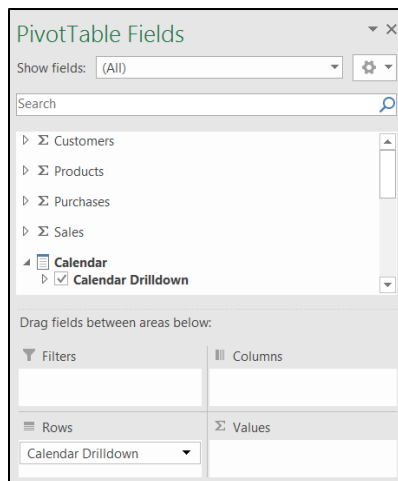 PivotTable Fields
Show fields: (All)
Search
Σ Customers
Σ Products
Σ Purchases
Σ Sales
Calendar
Calendar Drilldown
Drag fields between areas below:
Filters
Columns
Rows
Σ Values
Calendar Drilldown